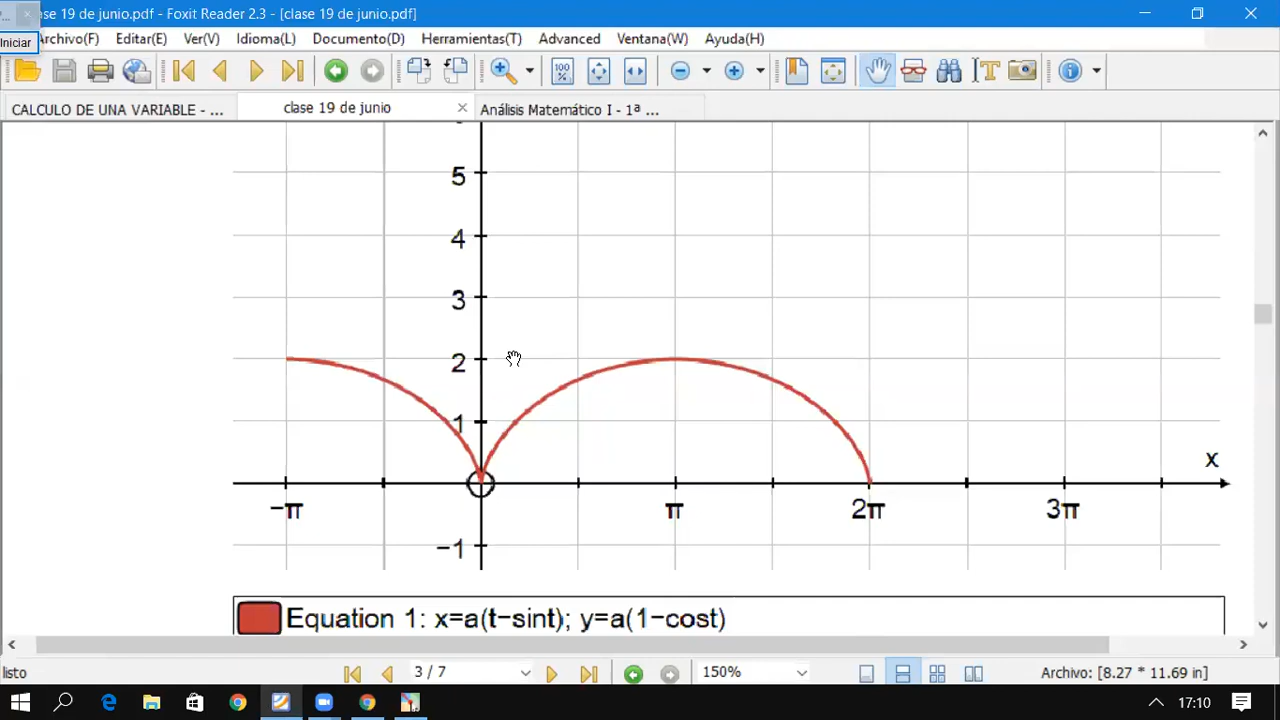 clase 19 de junio.pdf - Foxit Reader 2.3 - [clase 19 de junio.pdf]
Iniciar
Archivo(F) Editar(E) Ver(V) Idioma(L) Documento(D) Herramientas(T) Advanced Ventana(W) Ayuda(H)
100 %
CALCULO DE UNA VARIABLE - ... clase 19 de junio Análisis Matemático I - 1ª ...
5
4
3
2
1
x
-π π 2π 3π
-1
Equation 1: x=a(t-sint); y=a(1-cost)
listo 3 / 7 150% Archivo: [8.27 * 11.69 in]
17:10